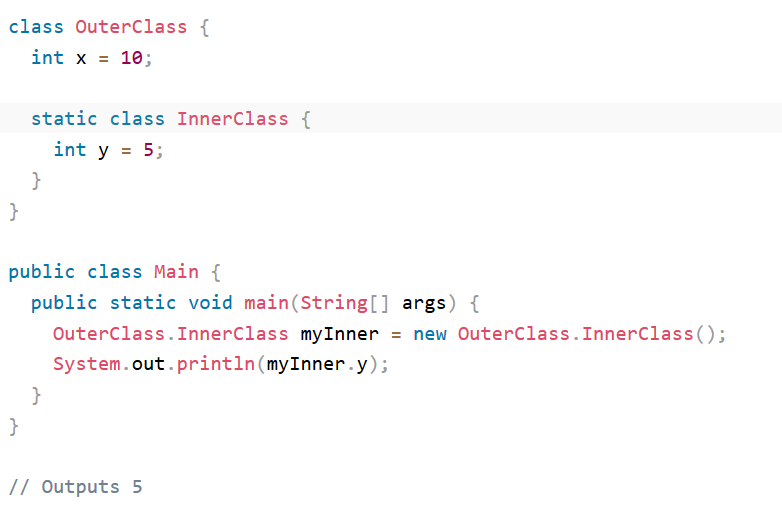 class OuterClass {
  int x = 10;
  static class InnerClass {
    int y = 5;
  }
}
public class Main {
  public static void main(String[] args) {
    OuterClass.InnerClass myInner = new OuterClass.InnerClass();
    System.out.println(myInner.y);
  }
}
// Outputs 5